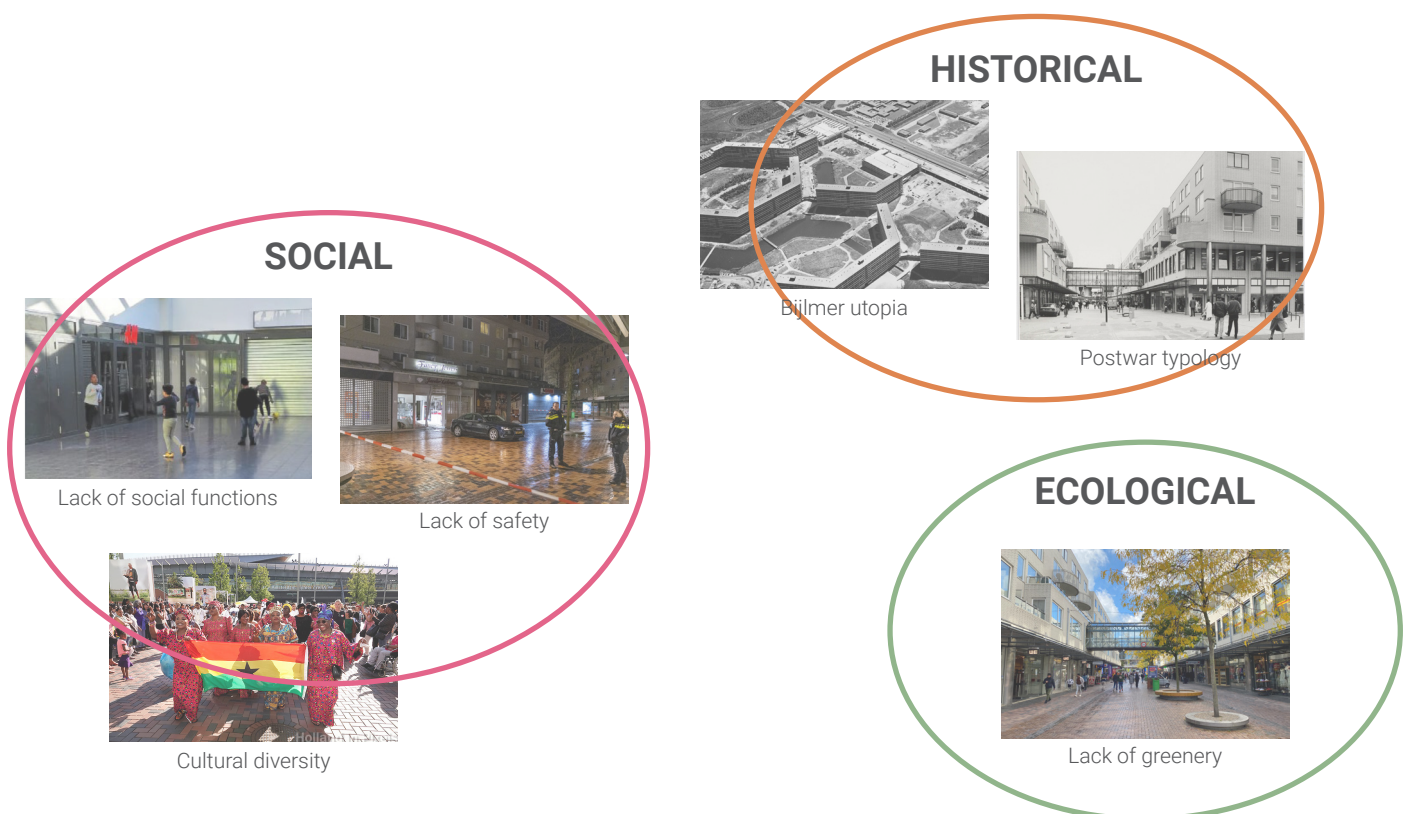 HISTORICAL
Bijlmer utopia
Postwar typology
SOCIAL
Lack of social functions
Lack of safety
Cultural diversity
ECOLOGICAL
Lack of greenery